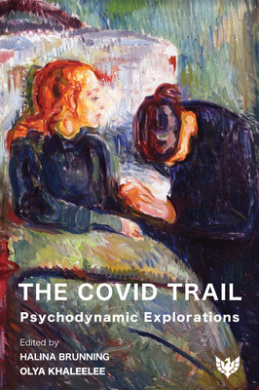 THE COVID TRAIL
Psychodynamic Explorations
Edited by
HALINA BRUNNING
OLYA KHALEELEE